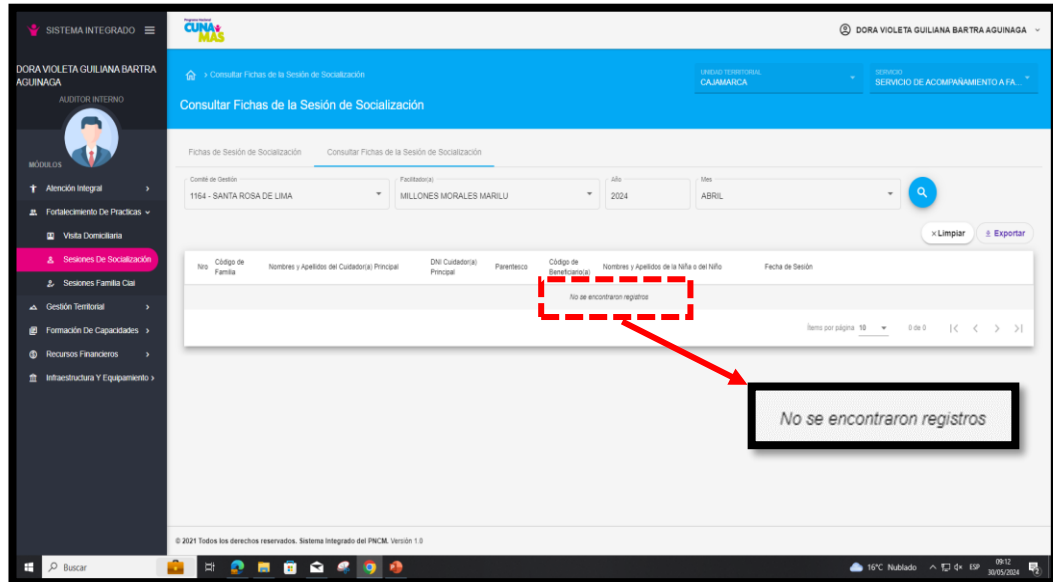 SISTEMA INTEGRADO
Programa Nacional
CUNA
MÁS
DORA VIOLETA GUILIANA BARTRA AGUINAGA
DORA VIOLETA GUILIANA BARTRA
AGUINAGA
AUDITOR INTERNO
MÓDULOS
Atención Integral
Fortalecimiento De Practicas
Visita Domiciliaria
Sesiones De Socialización
Sesiones Familia Ciai
Gestión Territorial
Formación De Capacidades
Recursos Financieros
Infraestructura Y Equipamiento
> Consultar Fichas de la Sesión de Socialización
UNIDAD TERRITORIAL
CAJAMARCA
SERVICIO
SERVICIO DE ACOMPAÑAMIENTO A FA...
Consultar Fichas de la Sesión de Socialización
Fichas de Sesión de Socialización
Consultar Fichas de la Sesión de Socialización
Comité de Gestión
1164 - SANTA ROSA DE LIMA
Facilitador(a)
MILLONES MORALES MARILU
Año
2024
Mes
ABRIL
× Limpiar
Exportar
Nro
Código de
Familia
Nombres y Apellidos del Cuidador(a) Principal
DNI Cuidador(a)
Principal
Parentesco
Código de
Beneficiario(a)
Nombres y Apellidos de la Niña o del Niño
Fecha de Sesión
No se encontraron registros
Ítems por página 10
0 de 0
No se encontraron registros
© 2021 Todos los derechos reservados. Sistema Integrado del PNCM. Versión 1.0
Buscar
16°C Nublado
ESP
09:12
30/05/2024